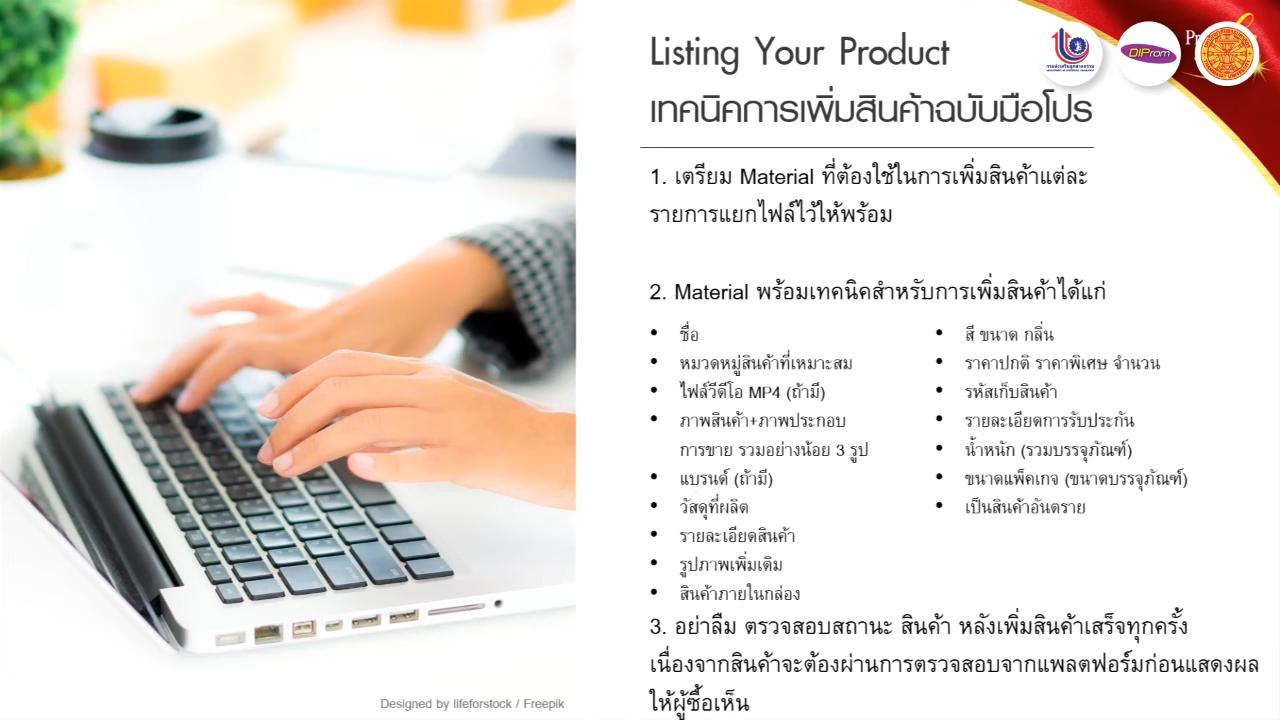 Listing Your Product
เทคนิคการเพิ่มสินค้าฉบับมือโปร
1. เตรียม Material ที่ต้องใช้ในการเพิ่มสินค้าแต่ละ
รายการแยกไฟล์ไว้ให้พร้อม
2. Material พร้อมเทคนิคสำหรับการเพิ่มสินค้าได้แก่
• ชื่อ
• หมวดหมู่สินค้าที่เหมาะสม
• ไฟล์วีดีโอ MP4 (ถ้ามี)
• ภาพสินค้า+ภาพประกอบ
การขาย รวมอย่างน้อย 3 รูป
• แบรนด์ (ถ้ามี)
• วัสดุที่ผลิต
• รายละเอียดสินค้า
• รูปภาพเพิ่มเติม
• สินค้าภายในกล่อง
• สี ขนาด กลิ่น
• ราคาปกติ ราคาพิเศษ จำนวน
• รหัสเก็บสินค้า
• รายละเอียดการรับประกัน
• น้ำหนัก (รวมบรรจุภัณฑ์)
• ขนาดแพ็คเกจ (ขนาดบรรจุภัณฑ์)
• เป็นสินค้าอันตราย
3. อย่าลืม ตรวจสอบสถานะ สินค้า หลังเพิ่มสินค้าเสร็จทุกครั้ง
เนื่องจากสินค้าจะต้องผ่านการตรวจสอบจากแพลตฟอร์มก่อนแสดงผล
ให้ผู้ซื้อเห็น
Designed by lifeforstock / Freepik
DIProm